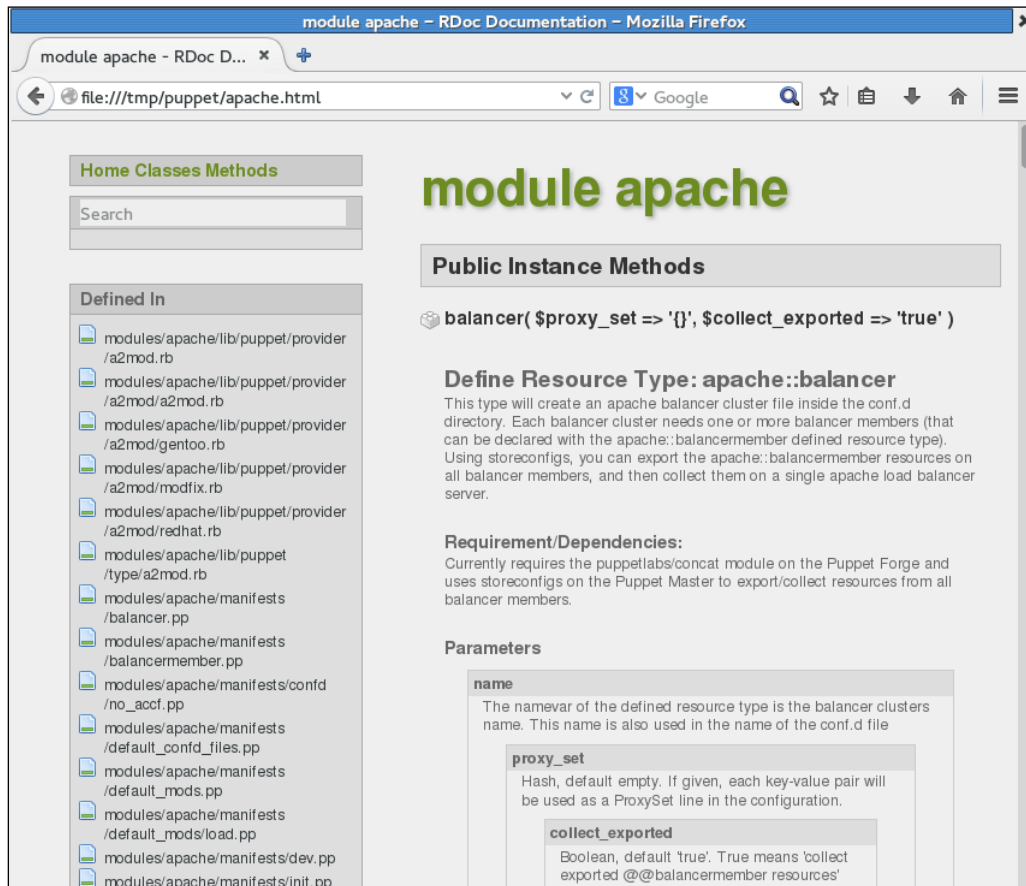 module apache – RDoc Documentation – Mozilla Firefox
module apache - RDoc D...
file:///tmp/puppet/apache.html
Google
Home Classes Methods
Search
Defined In
modules/apache/lib/puppet/provider
/a2mod.rb
modules/apache/lib/puppet/provider
/a2mod/a2mod.rb
modules/apache/lib/puppet/provider
/a2mod/gentoo.rb
modules/apache/lib/puppet/provider
/a2mod/modfix.rb
modules/apache/lib/puppet/provider
/a2mod/redhat.rb
modules/apache/lib/puppet
/type/a2mod.rb
modules/apache/manifests
/balancer.pp
modules/apache/manifests
/balancermember.pp
modules/apache/manifests/confd
/no_accf.pp
modules/apache/manifests
/default_confd_files.pp
modules/apache/manifests
/default_mods.pp
modules/apache/manifests
/default_mods/load.pp
modules/apache/manifests/dev.pp
modules/apache/manifests/init.pp
module apache
Public Instance Methods
balancer( $proxy_set => '{}', $collect_exported => 'true' )
Define Resource Type: apache::balancer
This type will create an apache balancer cluster file inside the conf.d
directory. Each balancer cluster needs one or more balancer members (that
can be declared with the apache::balancermember defined resource type).
Using storeconfigs, you can export the apache::balancermember resources on
all balancer members, and then collect them on a single apache load balancer
server.
Requirement/Dependencies:
Currently requires the puppetlabs/concat module on the Puppet Forge and
uses storeconfigs on the Puppet Master to export/collect resources from all
balancer members.
Parameters
name
The namevar of the defined resource type is the balancer clusters
name. This name is also used in the name of the conf.d file
proxy_set
Hash, default empty. If given, each key-value pair will
be used as a ProxySet line in the configuration.
collect_exported
Boolean, default 'true'. True means 'collect
exported @@balancermember resources'